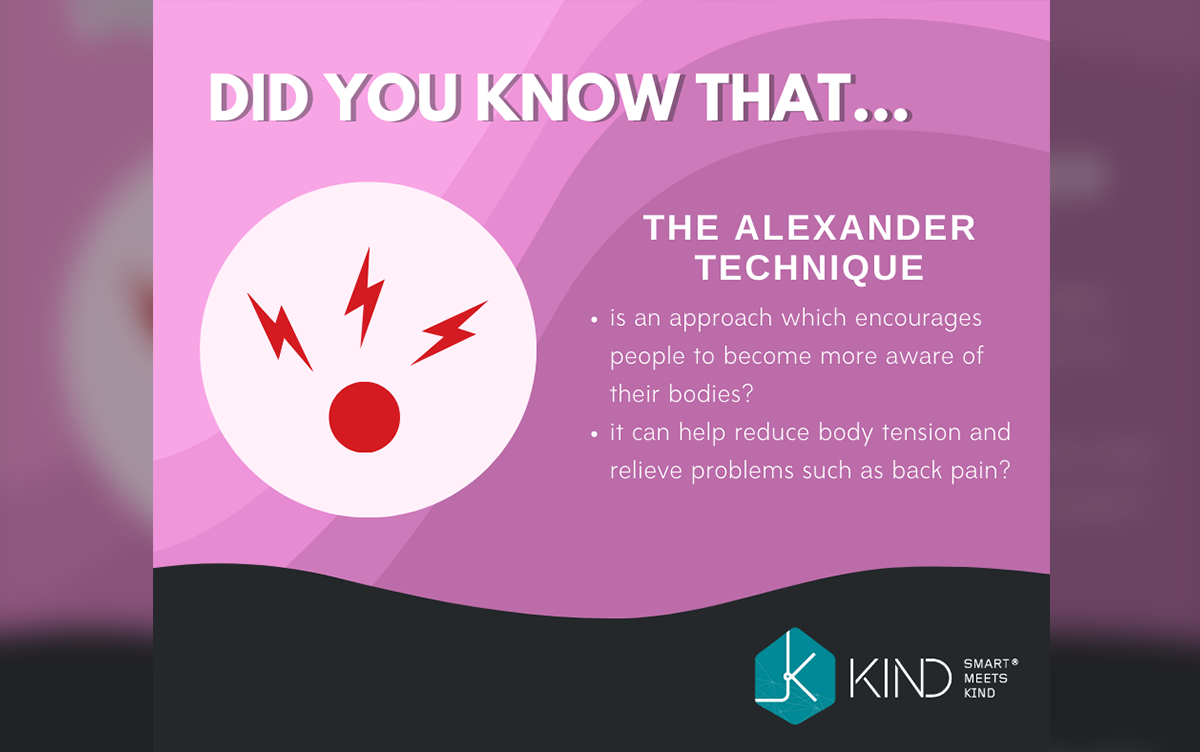 DID YOU KNOW THAT...
THE ALEXANDER
TECHNIQUE
• is an approach which encourages
people to become more aware of
their bodies?
• it can help reduce body tension and
relieve problems such as back pain?
KIND
SMART®
MEETS
KIND